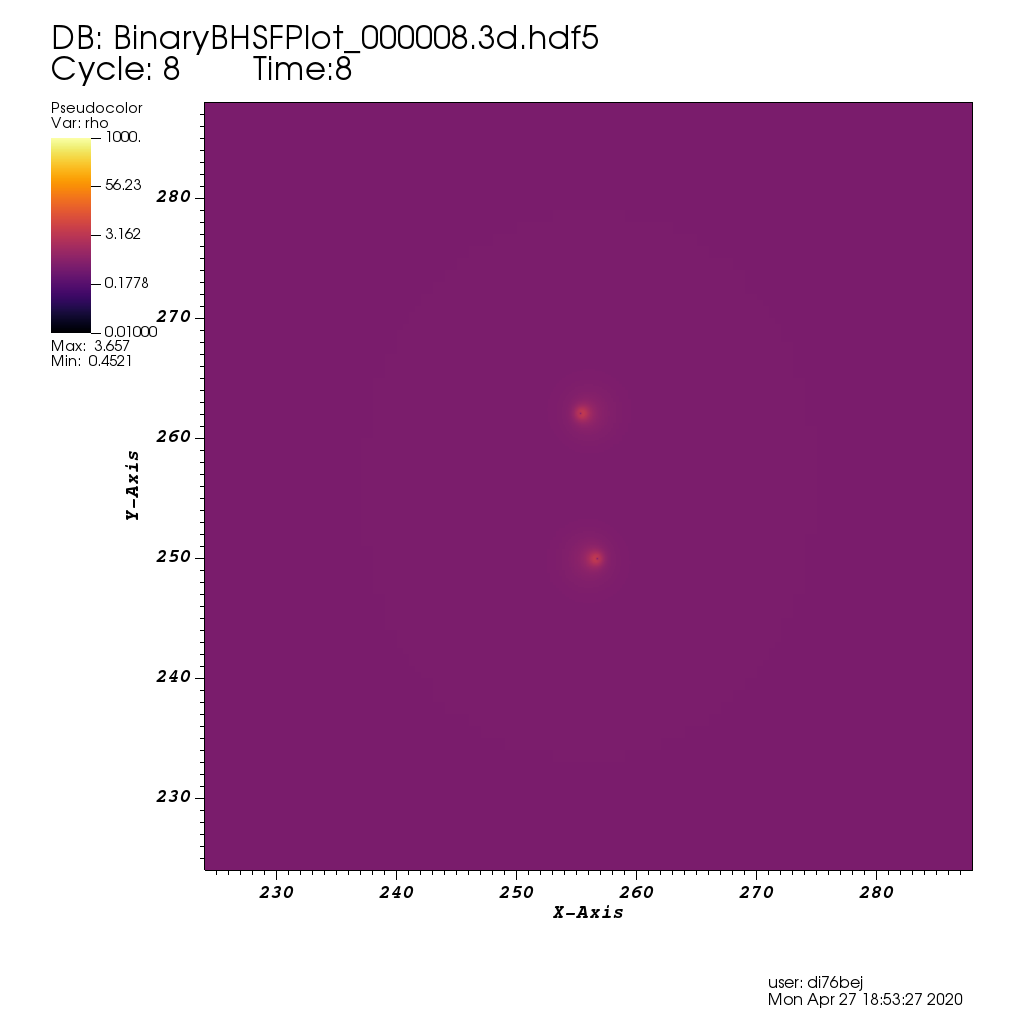 DB: BinaryBHSFPlot_000008.3d.hdf5
Cycle: 8 Time:8
Pseudocolor
Var: rho
1000.
56.23
3.162
0.1778
0.01000
Max: 3.657
Min: 0.4521
280
270
260
250
240
230
Y-Axis
230 240 250 260 270 280
X-Axis
user: di76bej
Mon Apr 27 18:53:27 2020